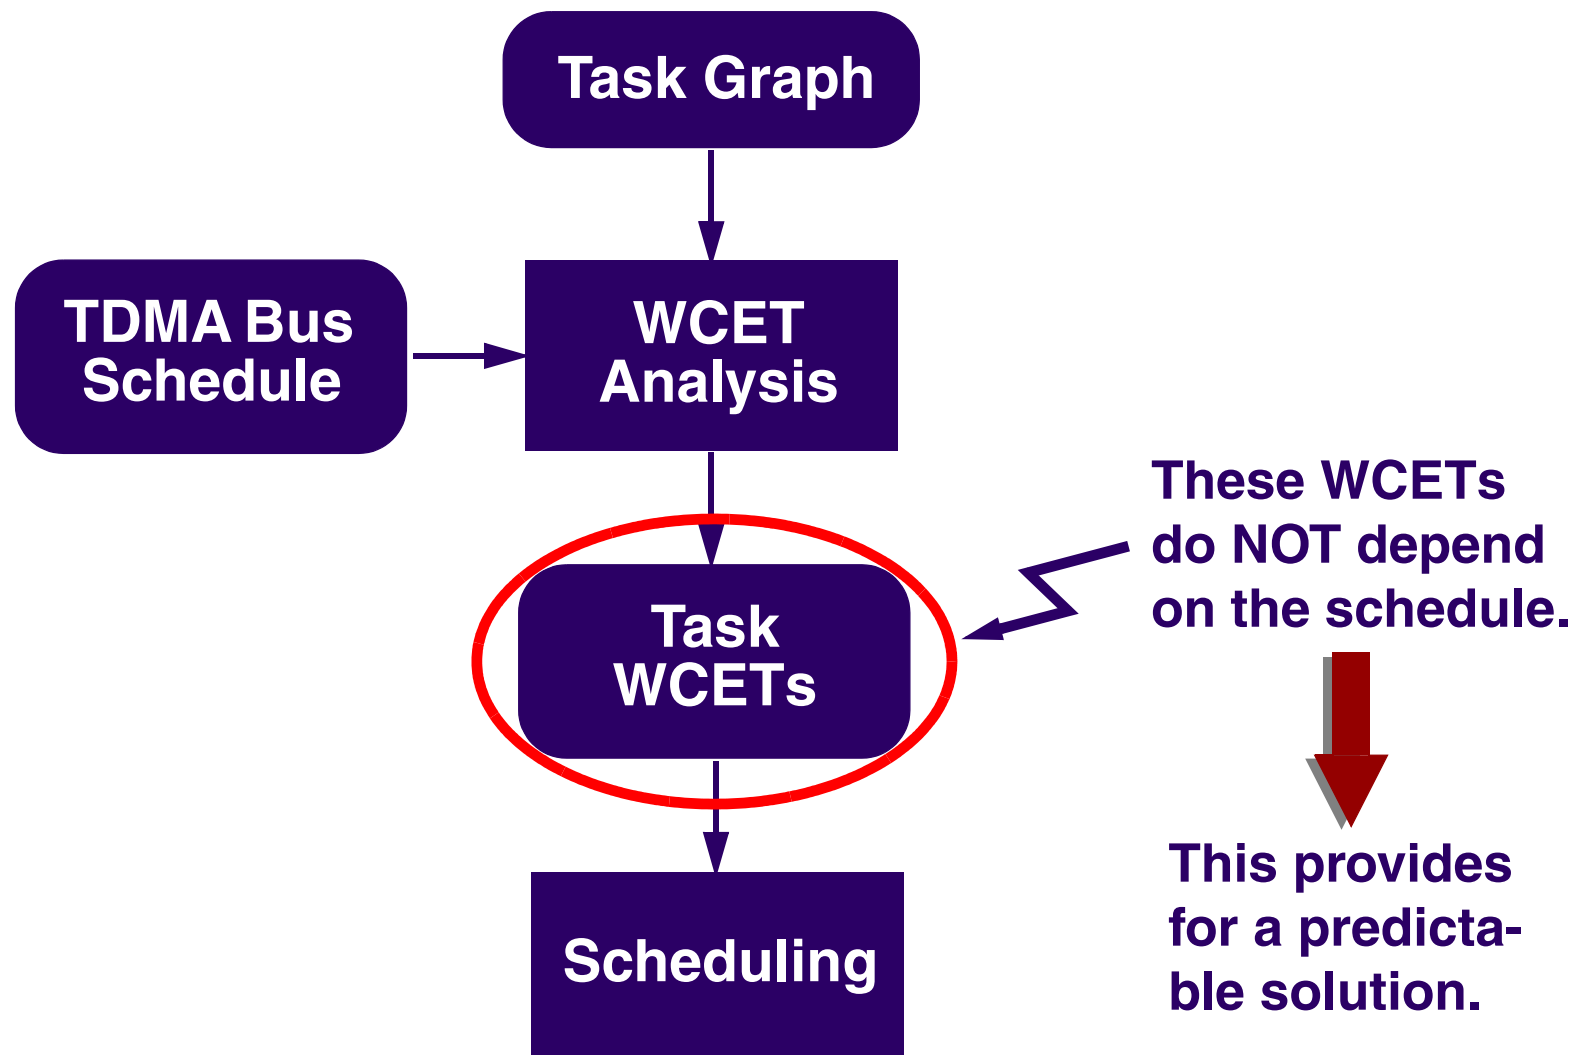 Task Graph
TDMA Bus
Schedule
WCET
Analysis
Task
WCETs
Scheduling
These WCETs
do NOT depend
on the schedule.
This provides
for a predicta-
ble solution.